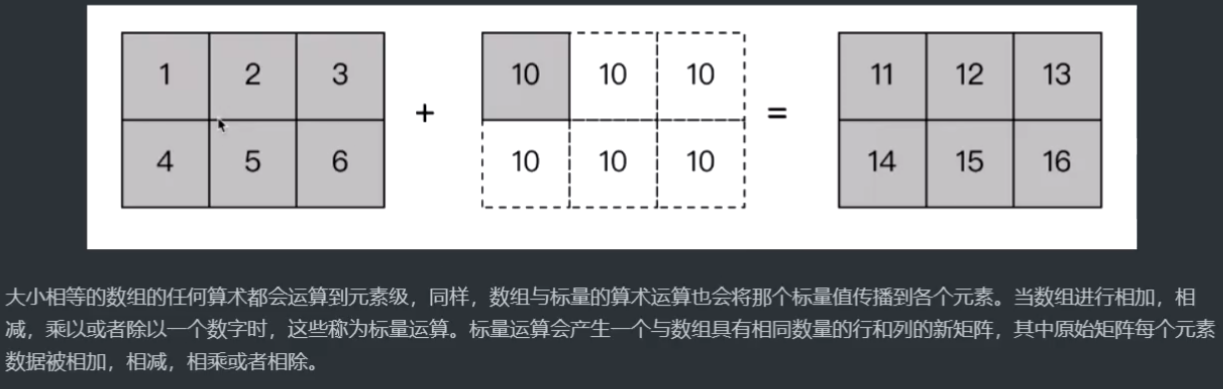 1 2 3 10 10 10 11 12 13
+ =
4 5 6 10 10 10 14 15 16
大小相等的数组的任何算术都会运算到元素级，同样，数组与标量的算术运算也会将那个标量值传播到各个元素。当数组进行相加，相
减，乘以或者除以一个数字时，这些称为标量运算。标量运算会产生一个与数组具有相同数量的行和列的新矩阵，其中原始矩阵每个元素
数据被相加，相减，相乘或者相除。